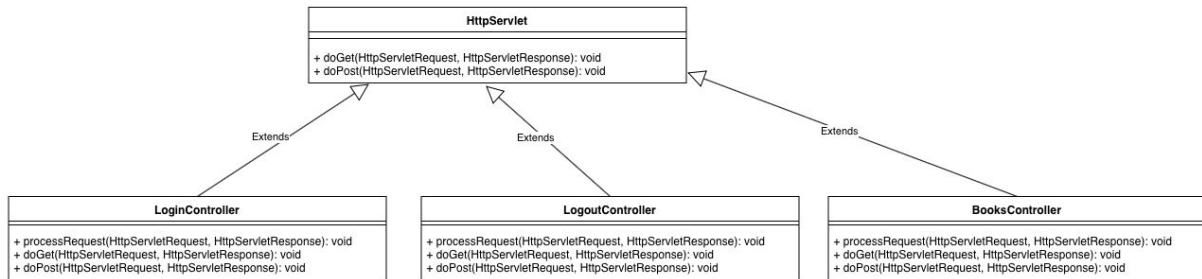 HttpServlet
+ doGet(HttpServletRequest, HttpServletResponse): void
+ doPost(HttpServletRequest, HttpServletResponse): void
Extends
Extends
Extends
LoginController
+ processRequest(HttpServletRequest, HttpServletResponse): void
+ doGet(HttpServletRequest, HttpServletResponse): void
+ doPost(HttpServletRequest, HttpServletResponse): void
LogoutController
+ processRequest(HttpServletRequest, HttpServletResponse): void
+ doGet(HttpServletRequest, HttpServletResponse): void
+ doPost(HttpServletRequest, HttpServletResponse): void
BooksController
+ processRequest(HttpServletRequest, HttpServletResponse): void
+ doGet(HttpServletRequest, HttpServletResponse): void
+ doPost(HttpServletRequest, HttpServletResponse): void